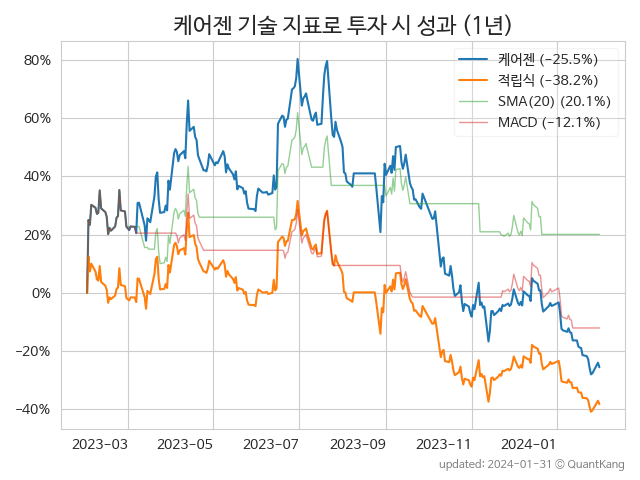 케어젠 기술 지표로 투자 시 성과 (1년)
케어젠 (-25.5%)
적립식 (-38.2%)
SMA(20) (20.1%)
MACD (-12.1%)
80%
60%
40%
20%
0%
-20%
-40%
2023-03
2023-05
2023-07
2023-09
2023-11
2024-01
updated: 2024-01-31 © QuantKang